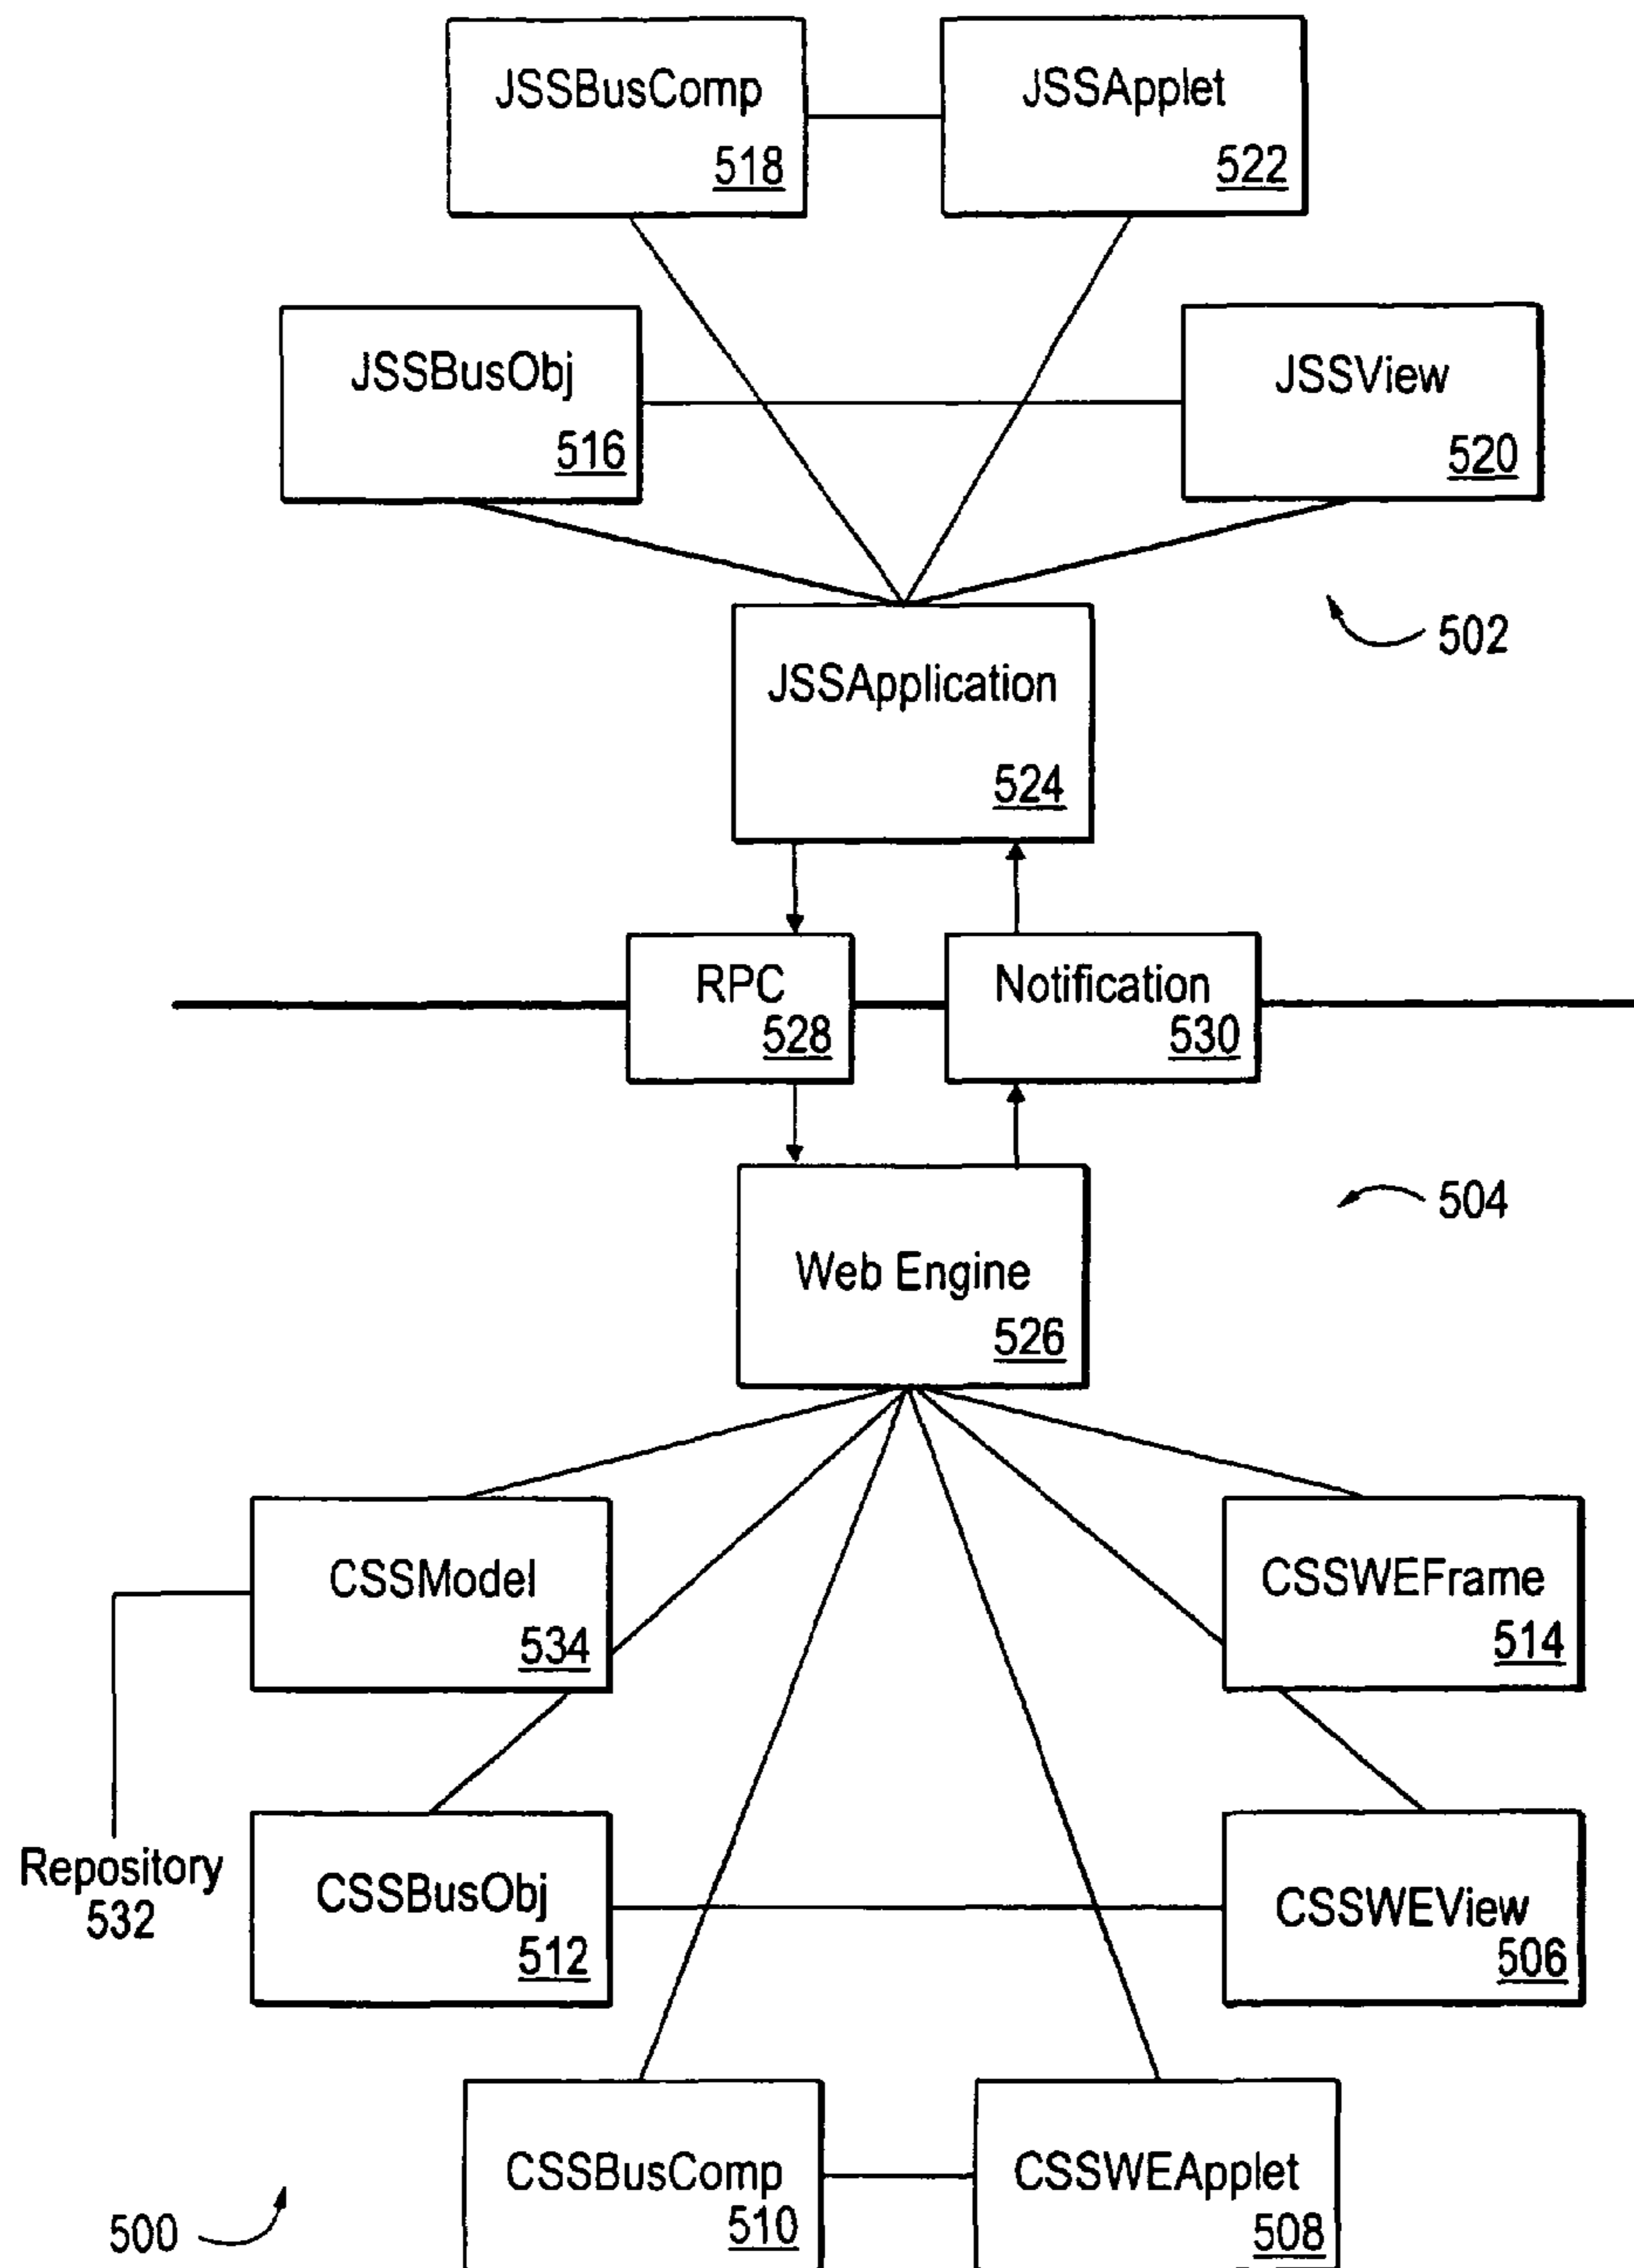 JSSBusComp
518
JSSApplet
522
JSSBusObj
516
JSSView
520
JSSApplication
524
502
RPC
528
Notification
530
504
Web Engine
526
CSSModel
534
CSSWEFrame
514
Repository
532
CSSBusObj
512
CSSWEView
506
CSSBusComp
510
CSSWEApplet
508
500